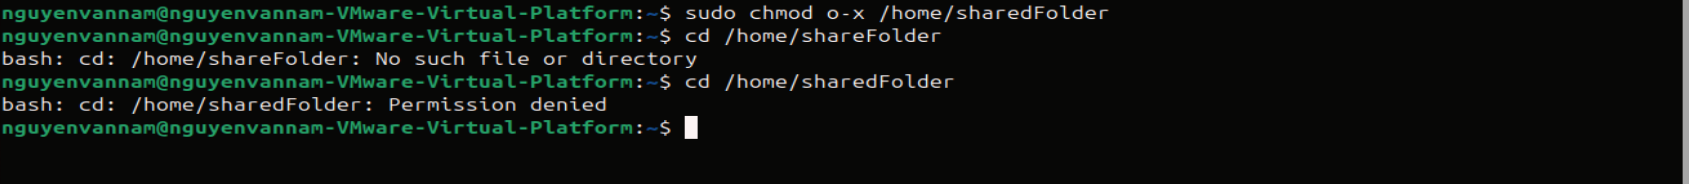 nguyenvannam@nguyenvannam-VMware-Virtual-Platform:~$ sudo chmod o-x /home/sharedFolder
nguyenvannam@nguyenvannam-VMware-Virtual-Platform:~$ cd /home/shareFolder
bash: cd: /home/shareFolder: No such file or directory
nguyenvannam@nguyenvannam-VMware-Virtual-Platform:~$ cd /home/sharedFolder
bash: cd: /home/sharedFolder: Permission denied
nguyenvannam@nguyenvannam-VMware-Virtual-Platform:~$